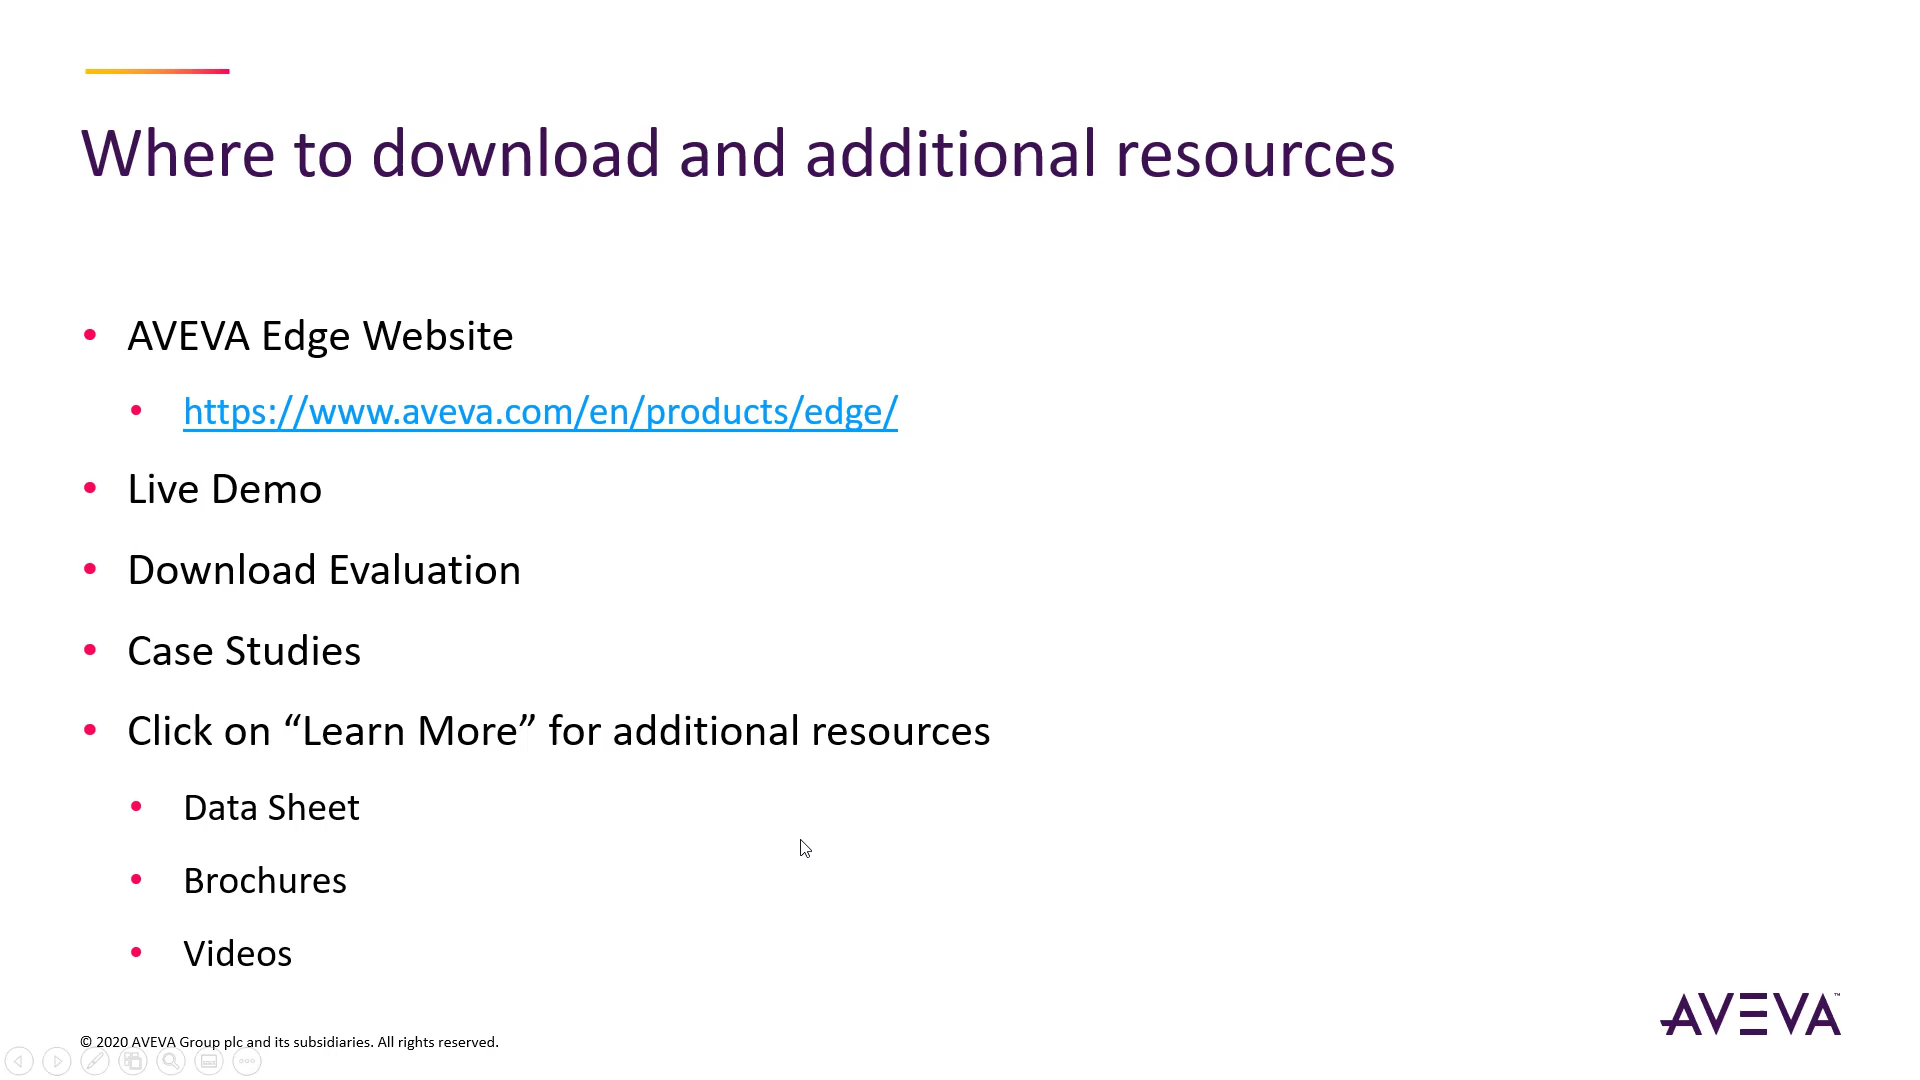 Where to download and additional resources
• AVEVA Edge Website
• https://www.aveva.com/en/products/edge/
• Live Demo
• Download Evaluation
• Case Studies
• Click on “Learn More” for additional resources
• Data Sheet
• Brochures
• Videos
AVEVA™
© 2020 AVEVA Group plc and its subsidiaries. All rights reserved.